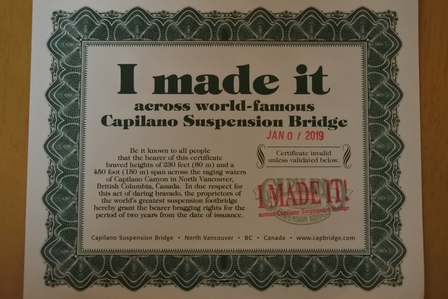 I made it
across world-famous
Capilano Suspension Bridge
JAN 0 / 2019
Be it known to all people
that the bearer of this certificate
braved heights of 230 feet (80 m) and a
450 foot (150 m) span across the raging waters
of Capilano Canyon in North Vancouver,
British Columbia, Canada. In due respect for
this act of daring bravado, the proprietors of
the world's greatest suspension footbridge
hereby grant the bearer bragging rights for the
period of two years from the date of issuance.
Certificate invalid
unless validated below.
I MADE IT!
across Capilano Suspension Bridge
Capilano Suspension Bridge • North Vancouver • BC • Canada • www.capbridge.com